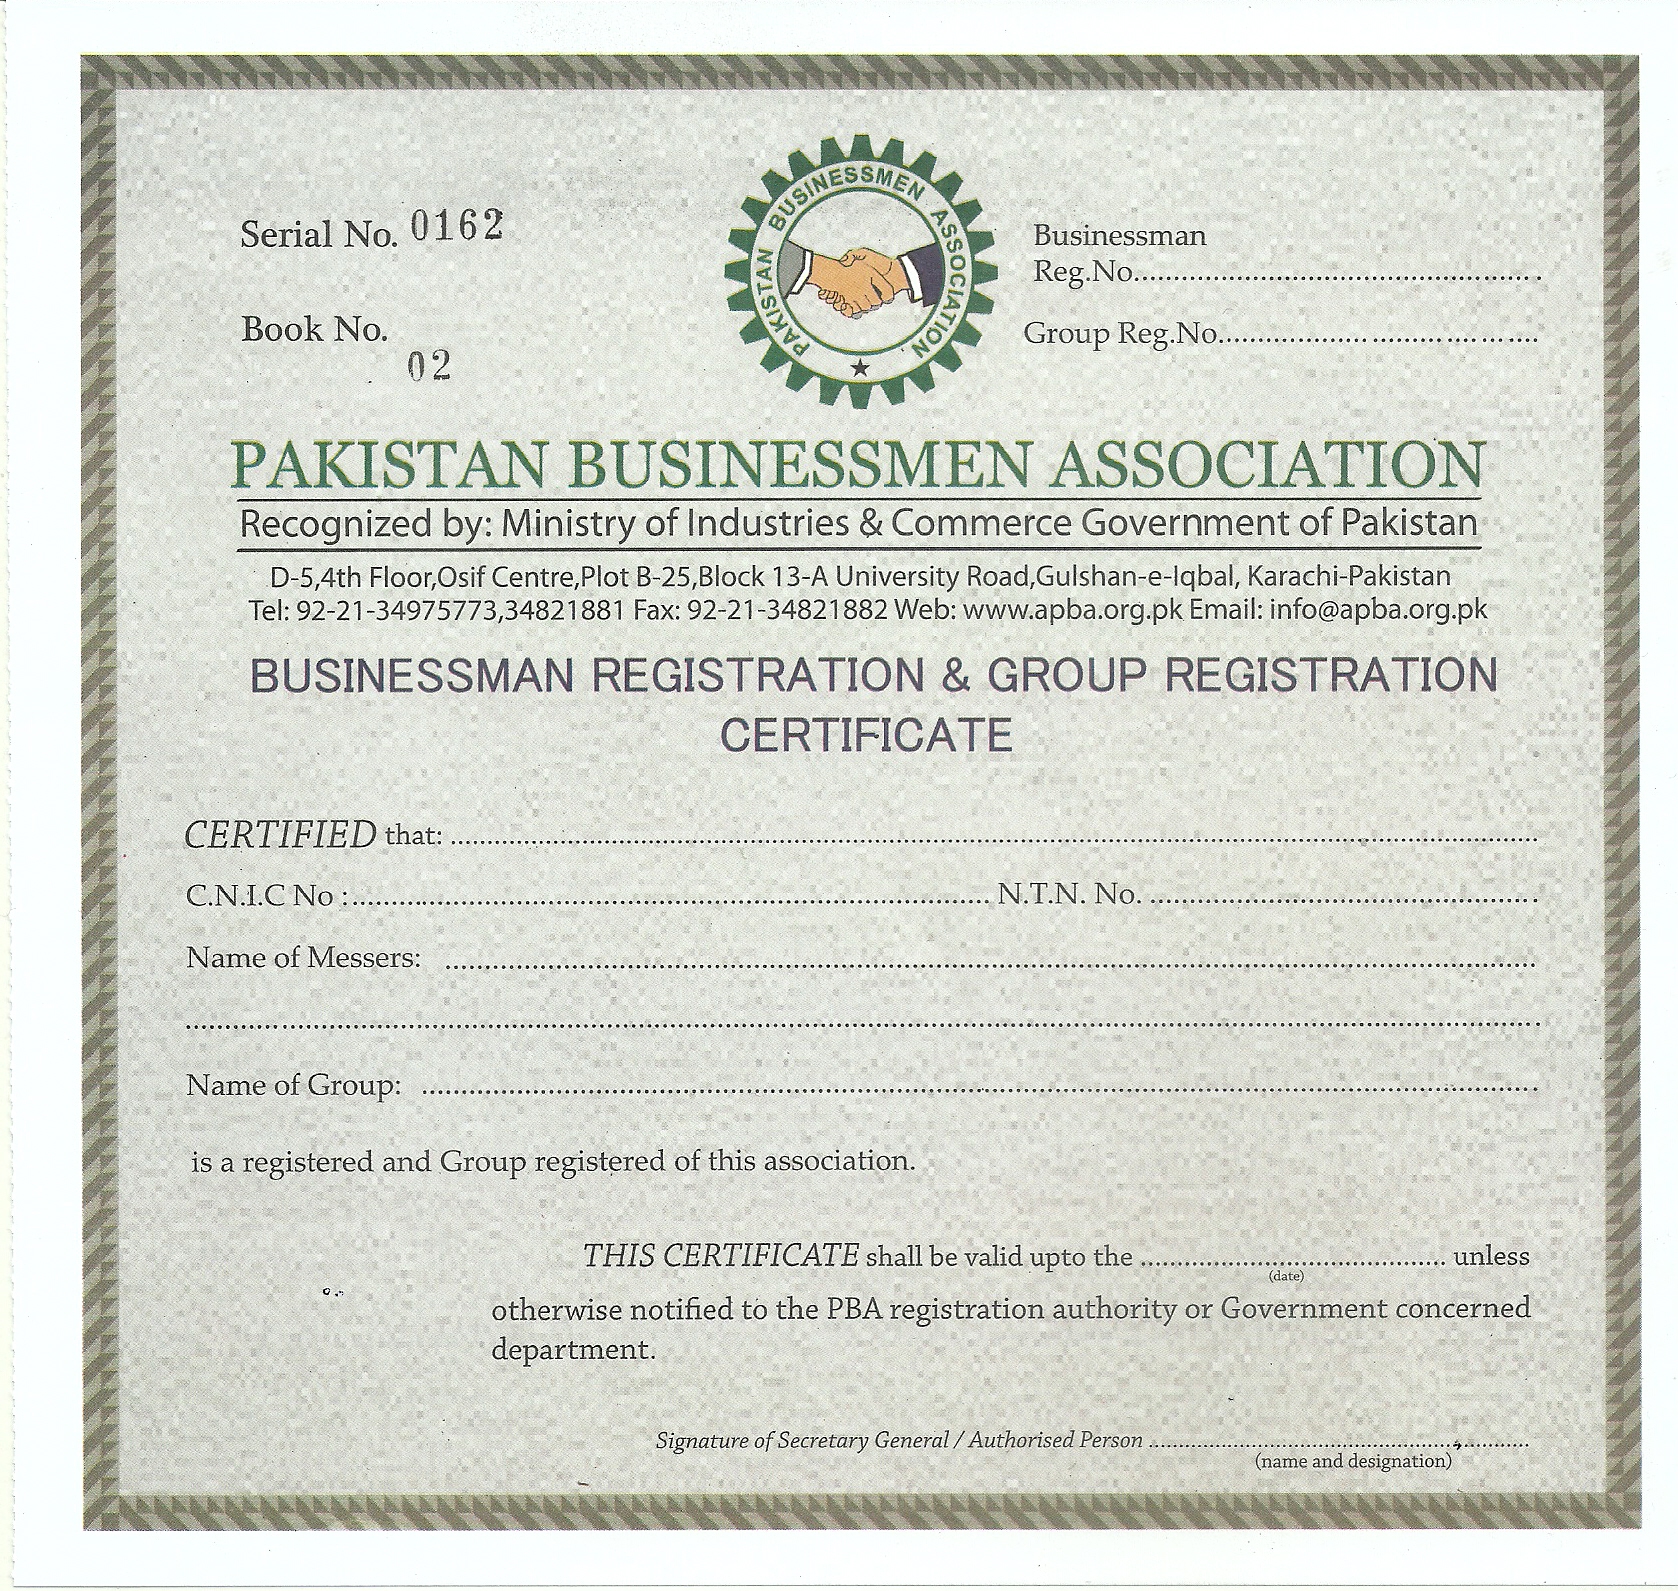 PAKISTAN BUSINESSMEN ASSOCIATION
Serial No. 0162
Businessman
Reg.No..........................................................
Book No.
02
Group Reg.No..............................................
PAKISTAN BUSINESSMEN ASSOCIATION
Recognized by: Ministry of Industries & Commerce Government of Pakistan
D-5,4th Floor,Osif Centre,Plot B-25,Block 13-A University Road,Gulshan-e-Iqbal, Karachi-Pakistan
Tel: 92-21-34975773,34821881 Fax: 92-21-34821882 Web: www.apba.org.pk Email: info@apba.org.pk
BUSINESSMAN REGISTRATION & GROUP REGISTRATION
CERTIFICATE
CERTIFIED that: ..........................................................
C.N.I.C No :.......................................................... N.T.N. No. ..........................................................
Name of Messers: ..........................................................
..........................................................
Name of Group: ..........................................................
is a registered and Group registered of this association.
THIS CERTIFICATE shall be valid upto the .......................................... unless
(date)
otherwise notified to the PBA registration authority or Government concerned
department.
Signature of Secretary General / Authorised Person ..........................................................
(name and designation)